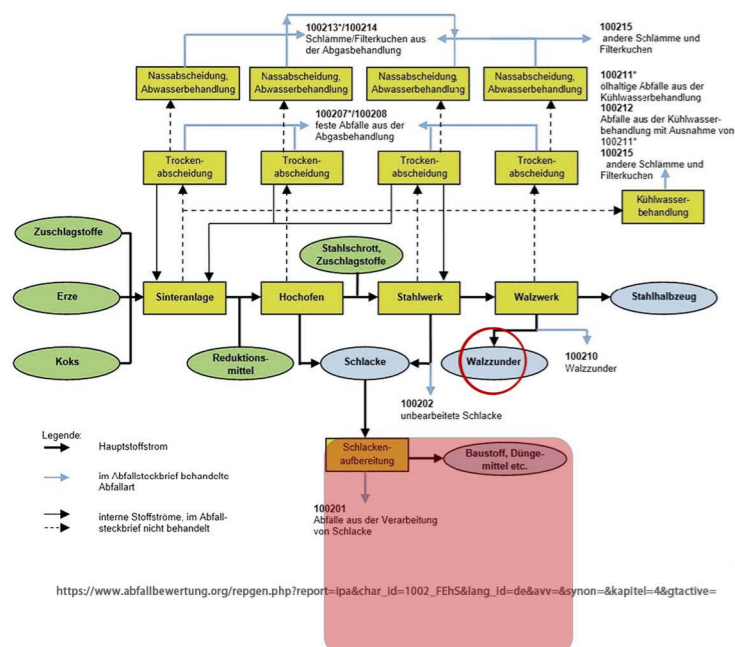 100213*/100214
Schlämme/Filterkuchen aus
der Abgasbehandlung
100215
andere Schlämme und
Filterkuchen
Nassabscheidung,
Abwasserbehandlung
Nassabscheidung,
Abwasserbehandlung
Nassabscheidung,
Abwasserbehandlung
Nassabscheidung,
Abwasserbehandlung
100211*
ölhaltige Abfälle aus der
Kühlwasserbehandlung
100212
Abfälle aus der Kühlwasser-
behandlung mit Ausnahme von
100211*
100215
andere Schlämme und
Filterkuchen
100207*/100208
feste Abfälle aus der
Abgasbehandlung
Trocken-
abscheidung
Trocken-
abscheidung
Trocken-
abscheidung
Trocken-
abscheidung
Kühlwasser-
behandlung
Zuschlagstoffe
Stahlschrott,
Zuschlagstoffe
Erze
Sinteranlage
Hochofen
Stahlwerk
Walzwerk
Stahlhalbzeug
Koks
Reduktions-
mittel
Schlacke
Walzzunder
100210
Walzzunder
100202
unbearbeitete Schlacke
Legende:
Hauptstoffstrom
im Abfallsteckbrief behandelte
Abfallart
interne Stoffströme, im Abfall-
steckbrief nicht behandelt
Schlacken-
aufbereitung
Baustoff, Dünge-
mittel etc.
100201
Abfälle aus der Verarbeitung
von Schlacke
https://www.abfallbewertung.org/repgen.php?report=ipa&char_id=1002_FEhS&lang_id=de&avv=&synon=&kapitel=4&gtactive=